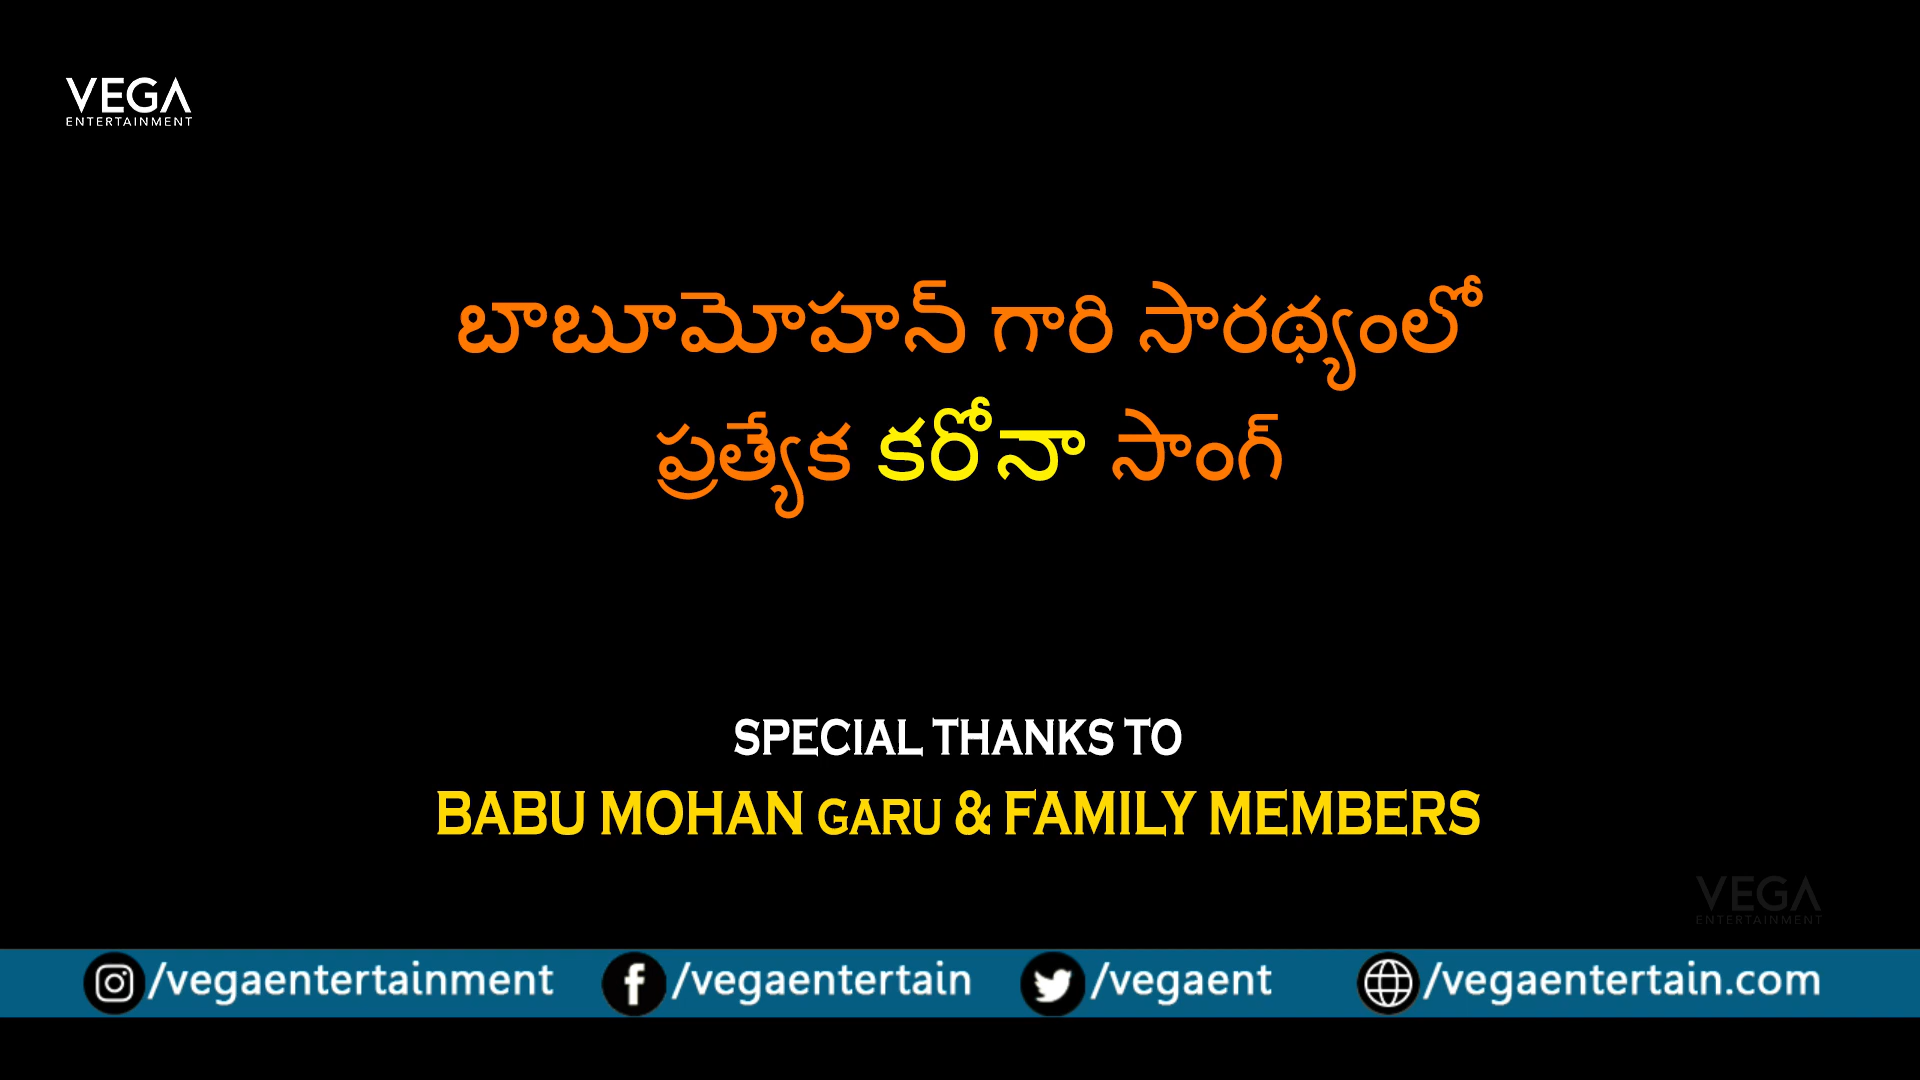 VEGA
ENTERTAINMENT
బాబూమోహన్ గారి సారథ్యంలో
ప్రత్యేక కరోనా సాంగ్
SPECIAL THANKS TO
BABU MOHAN GARU & FAMILY MEMBERS
VEGA
ENTERTAINMENT
/vegaentertainment /vegaentertain /vegaent /vegaentertain.com